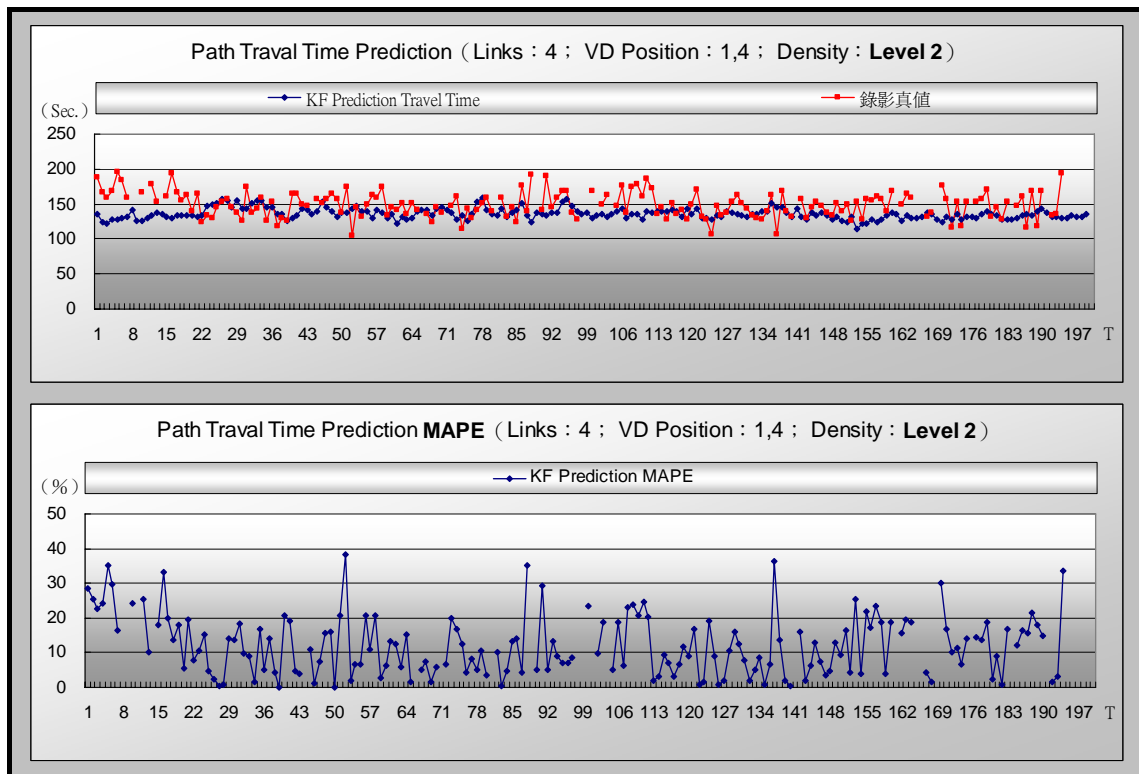 Path Traval Time Prediction（Links：4；VD Position：1,4；Density：Level 2）
KF Prediction Travel Time 錄影真值
(Sec.)
250
200
150
100
50
0
1 8 15 22 29 36 43 50 57 64 71 78 85 92 99 106 113 120 127 134 141 148 155 162 169 176 183 190 197 T
Path Traval Time Prediction MAPE（Links：4；VD Position：1,4；Density：Level 2）
KF Prediction MAPE
(%)
50
40
30
20
10
0
1 8 15 22 29 36 43 50 57 64 71 78 85 92 99 106 113 120 127 134 141 148 155 162 169 176 183 190 197 T